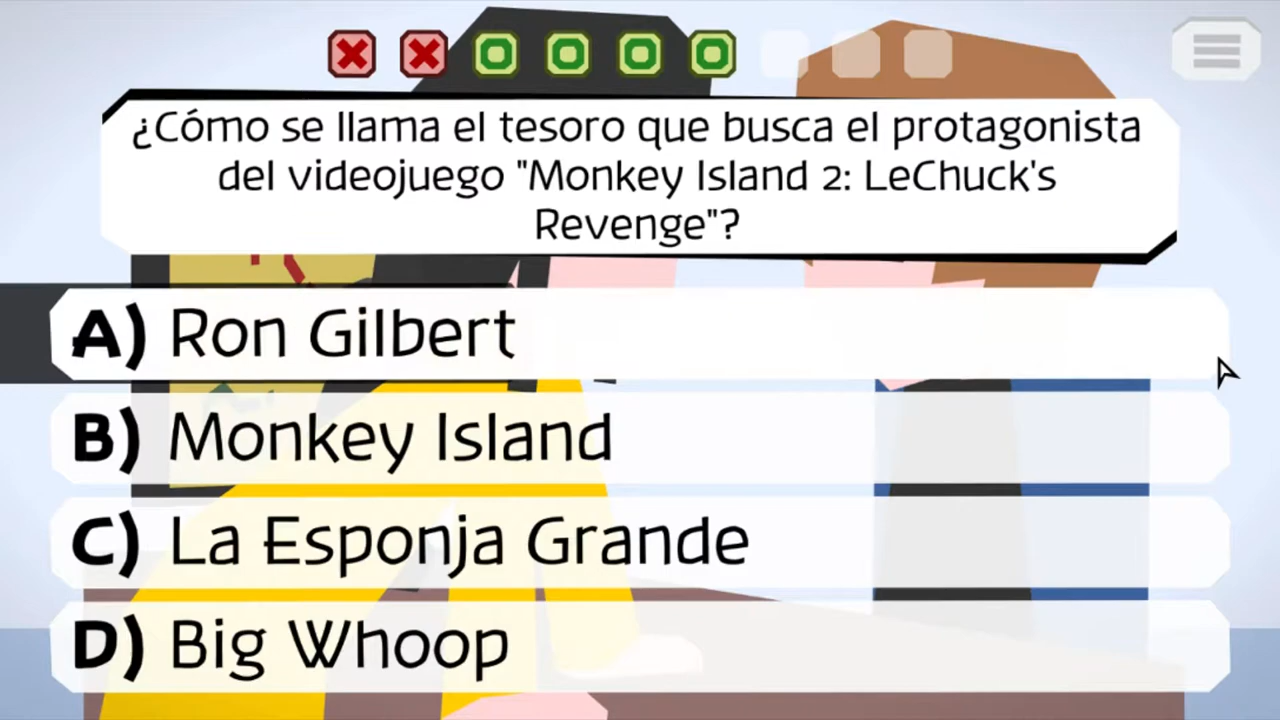 ¿Cómo se llama el tesoro que busca el protagonista
del videojuego "Monkey Island 2: LeChuck's
Revenge"?
A) Ron Gilbert
B) Monkey Island
C) La Esponja Grande
D) Big Whoop